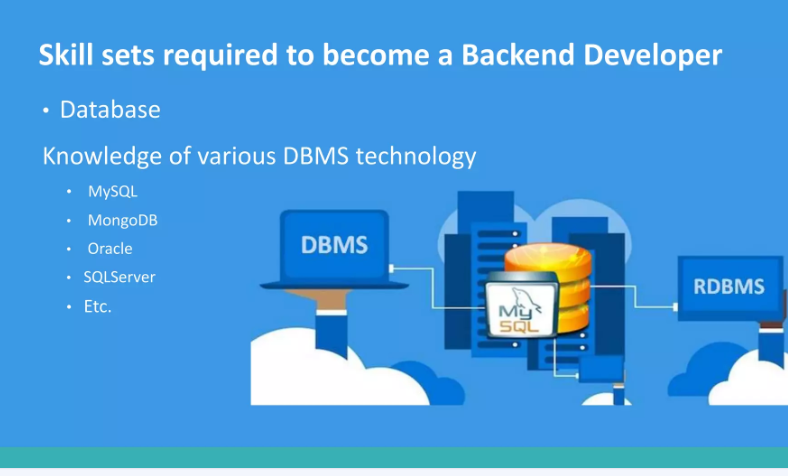 Skill sets required to become a Backend Developer
• Database
Knowledge of various DBMS technology
• MySQL
• MongoDB
• Oracle
• SQLServer
• Etc.
DBMS
My
SQL
RDBMS